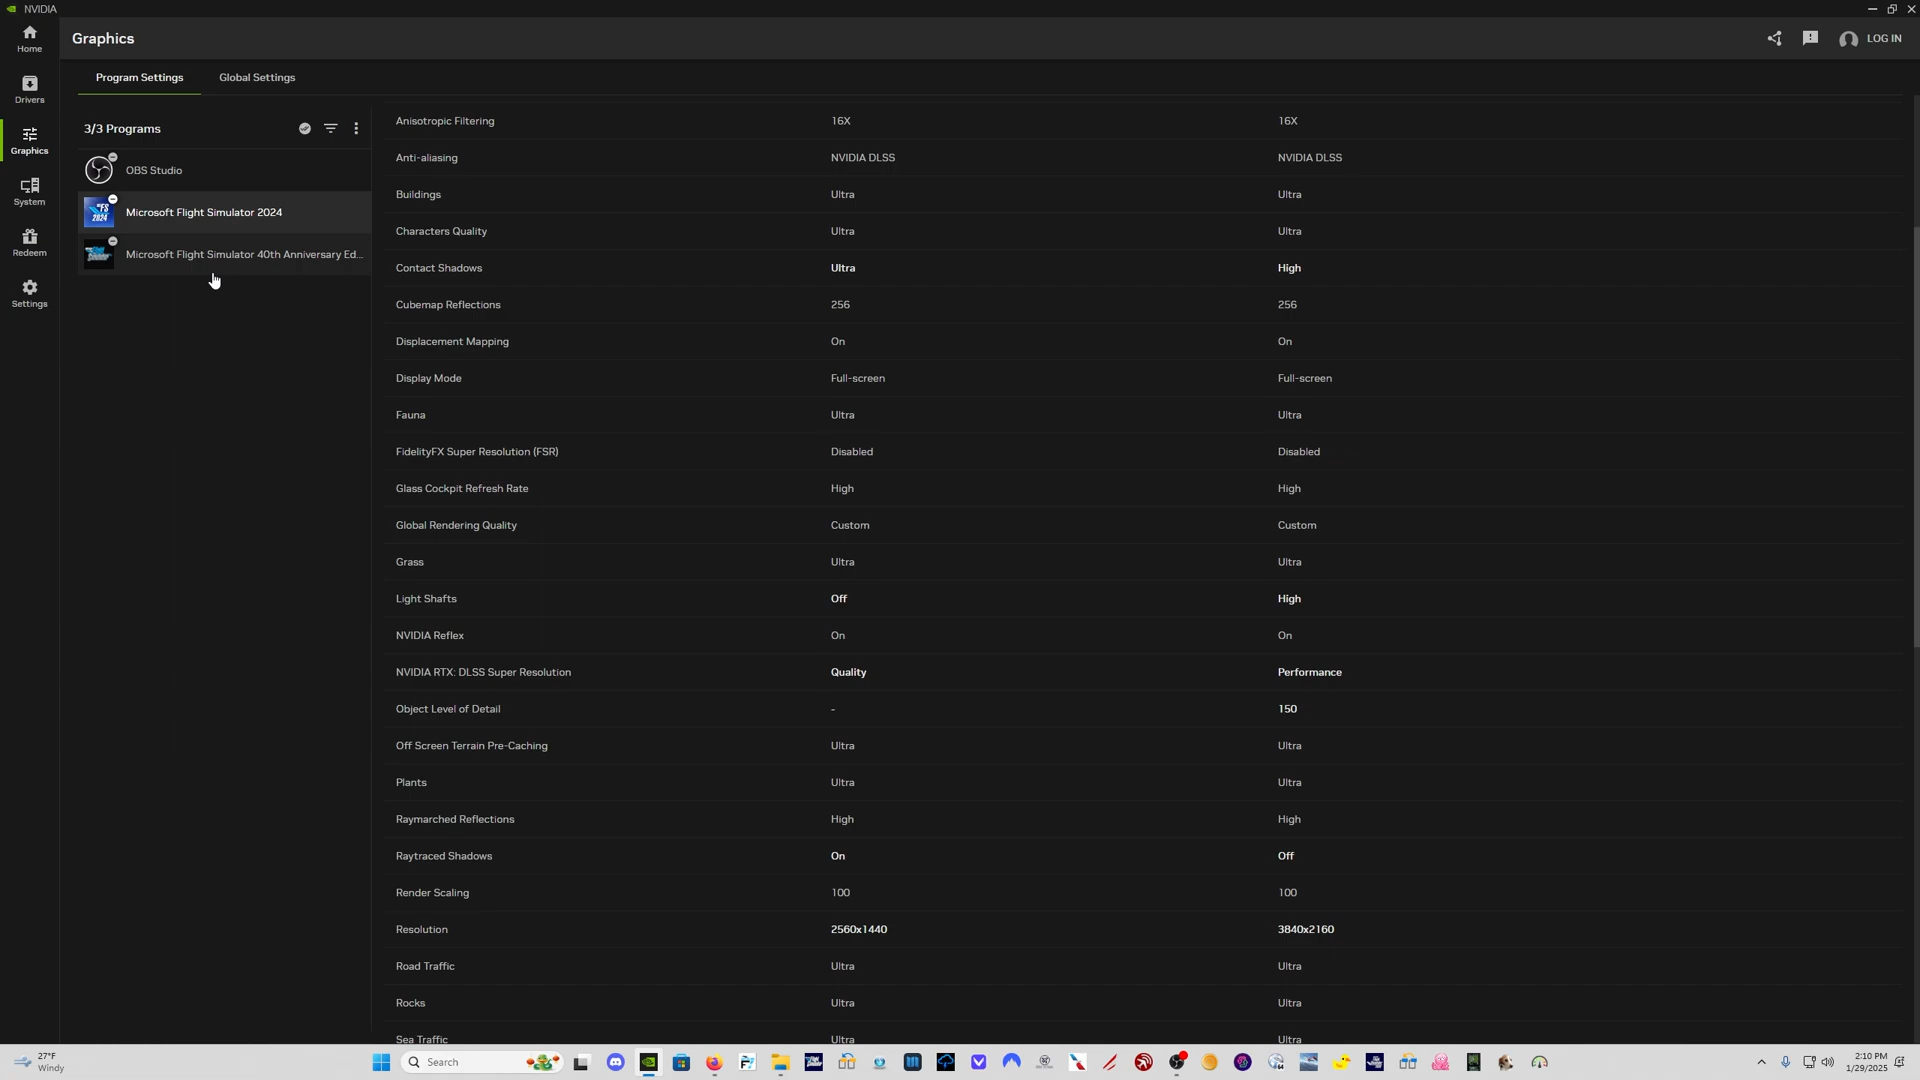 NVIDIA
Home
Drivers
Graphics
System
Redeem
Settings
Graphics
LOG IN
Program Settings
Global Settings
3/3 Programs
OBS Studio
Microsoft Flight Simulator 2024
Microsoft Flight Simulator 40th Anniversary Ed...
Anisotropic Filtering 16X 16X
Anti-aliasing NVIDIA DLSS NVIDIA DLSS
Buildings Ultra Ultra
Characters Quality Ultra Ultra
Contact Shadows Ultra High
Cubemap Reflections 256 256
Displacement Mapping On On
Display Mode Full-screen Full-screen
Fauna Ultra Ultra
FidelityFX Super Resolution (FSR) Disabled Disabled
Glass Cockpit Refresh Rate High High
Global Rendering Quality Custom Custom
Grass Ultra Ultra
Light Shafts Off High
NVIDIA Reflex On On
NVIDIA RTX: DLSS Super Resolution Quality Performance
Object Level of Detail - 150
Off Screen Terrain Pre-Caching Ultra Ultra
Plants Ultra Ultra
Raymarched Reflections High High
Raytraced Shadows On Off
Render Scaling 100 100
Resolution 2560x1440 3840x2160
Road Traffic Ultra Ultra
Rocks Ultra Ultra
Sea Traffic Ultra Ultra
27°F
Windy
Search
2:10 PM
1/29/2025